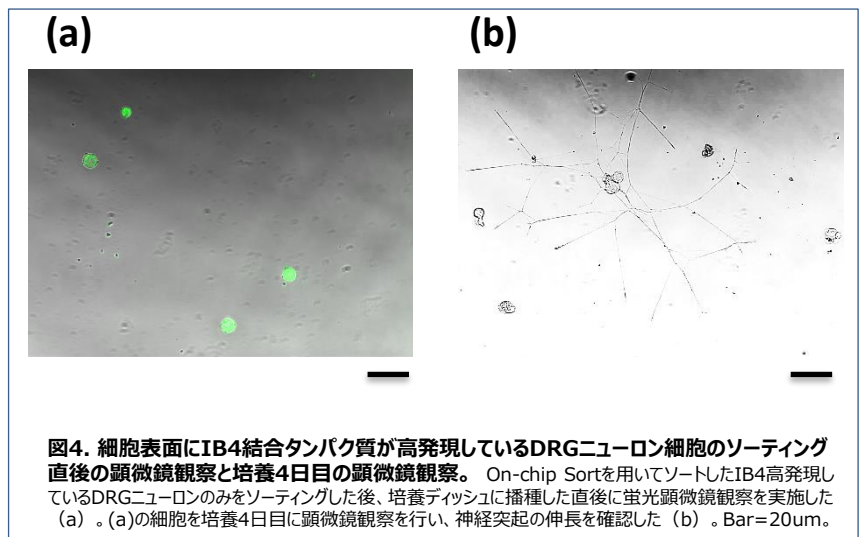 (a)
(b)
図4. 細胞表面にIB4結合タンパク質が高発現しているDRGニューロン細胞のソーティング
直後の顕微鏡観察と培養4日目の顕微鏡観察。 On-chip Sortを用いてソートしたIB4高発現し
ているDRGニューロンのみをソーティングした後、培養ディッシュに播種した直後に蛍光顕微鏡観察を実施した
（a）。(a)の細胞を培養4日目に顕微鏡観察を行い、神経突起の伸長を確認した（b）。Bar=20um。